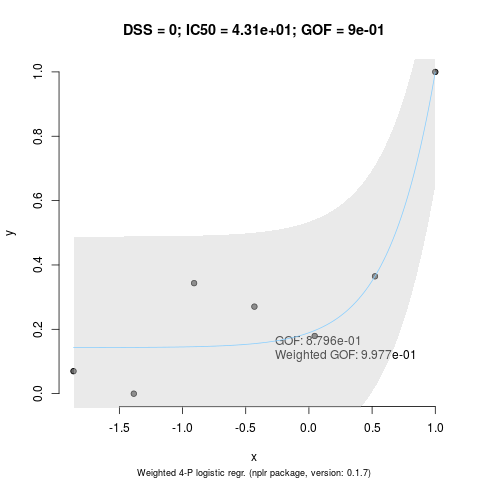 DSS = 0; IC50 = 4.31e+01; GOF = 9e-01
1.0
0.8
0.6
0.4
0.2
0.0
y
GOF: 8.796e-01
Weighted GOF: 9.977e-01
-1.5 -1.0 -0.5 0.0 0.5 1.0
x
Weighted 4-P logistic regr. (nplr package, version: 0.1.7)